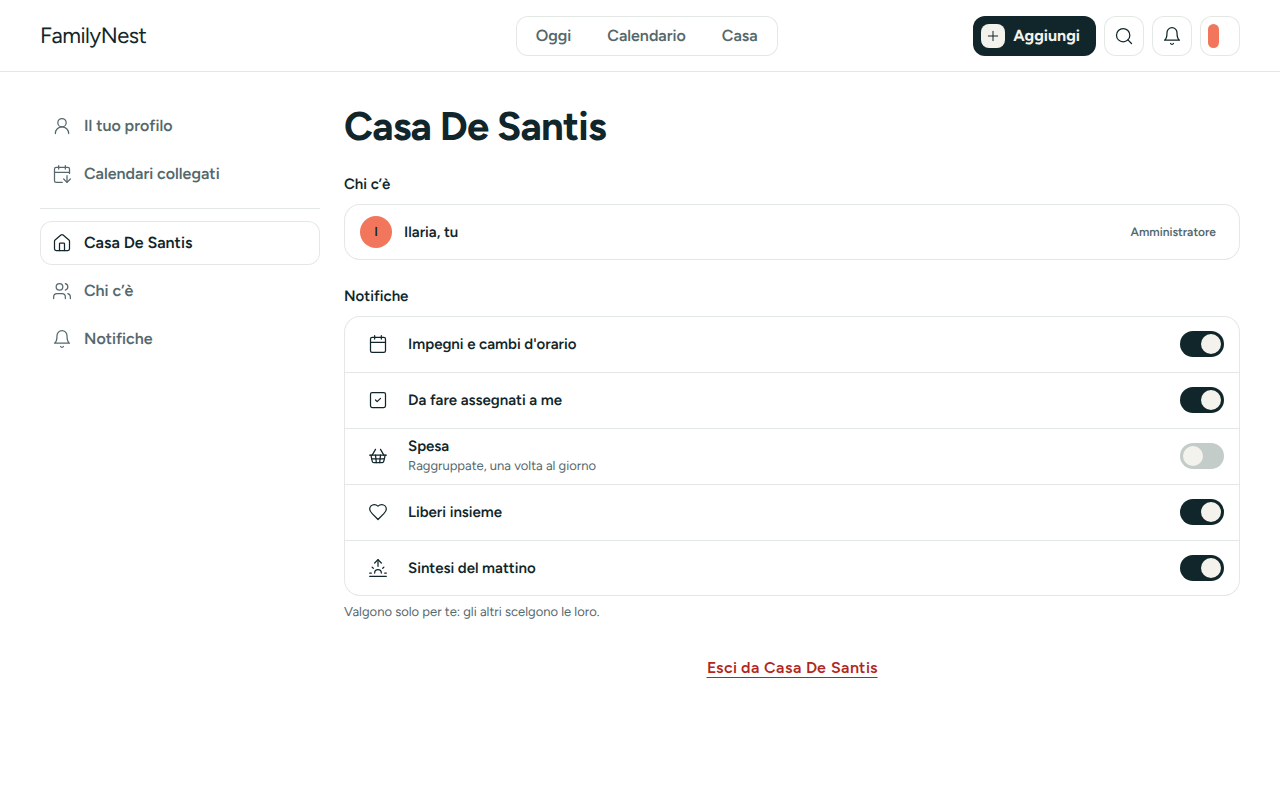 FamilyNest
Oggi
Calendario
Casa
Aggiungi
Il tuo profilo
Calendari collegati
Casa De Santis
Chi c’è
Notifiche
Casa De Santis
Chi c’è
I
Ilaria, tu
Amministratore
Notifiche
Impegni e cambi d'orario
Da fare assegnati a me
Spesa
Raggruppate, una volta al giorno
Liberi insieme
Sintesi del mattino
Valgono solo per te: gli altri scelgono le loro.
Esci da Casa De Santis